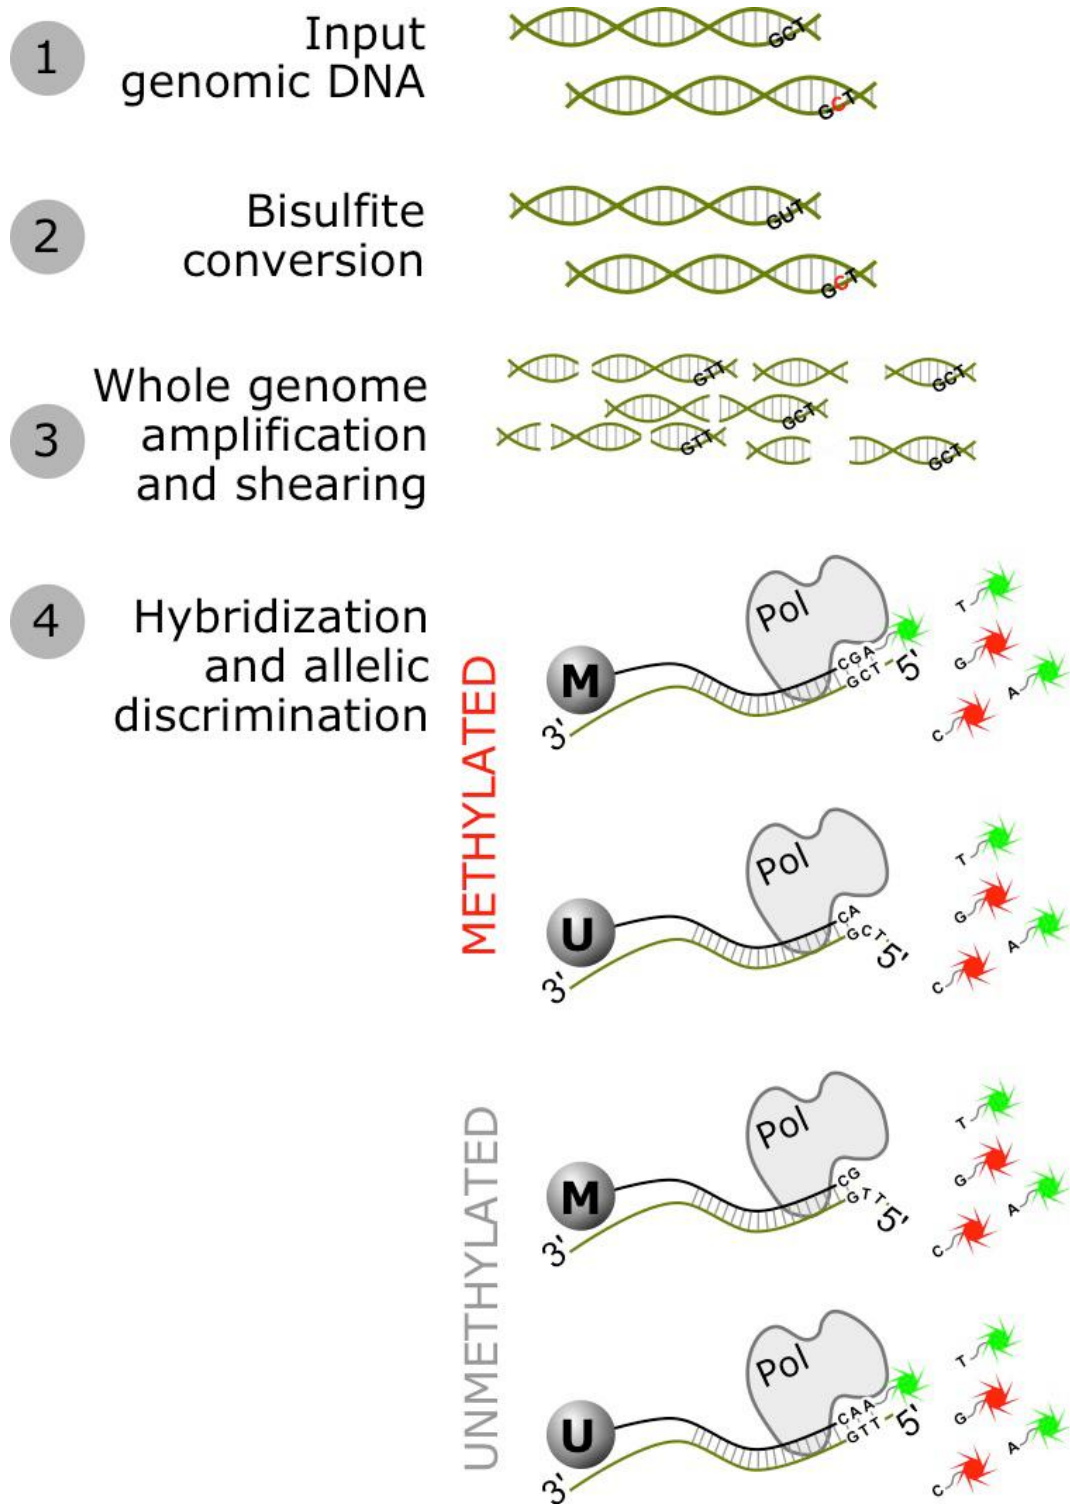 1
Input
genomic DNA
GCT
GCT
2
Bisulfite
conversion
GUT
GCT
3
Whole genome
amplification
and shearing
GTT
GCT
GCT
GTT
GCT
4
Hybridization
and allelic
discrimination
METHYLATED
M
Pol
CGA
GCT
5'
3'
T
G
A
C
U
Pol
CA
GCT
5'
3'
T
G
A
C
UNMETHYLATED
M
Pol
CG
GTT
5'
3'
T
G
A
C
U
Pol
CAA
GTT
5'
3'
T
G
A
C